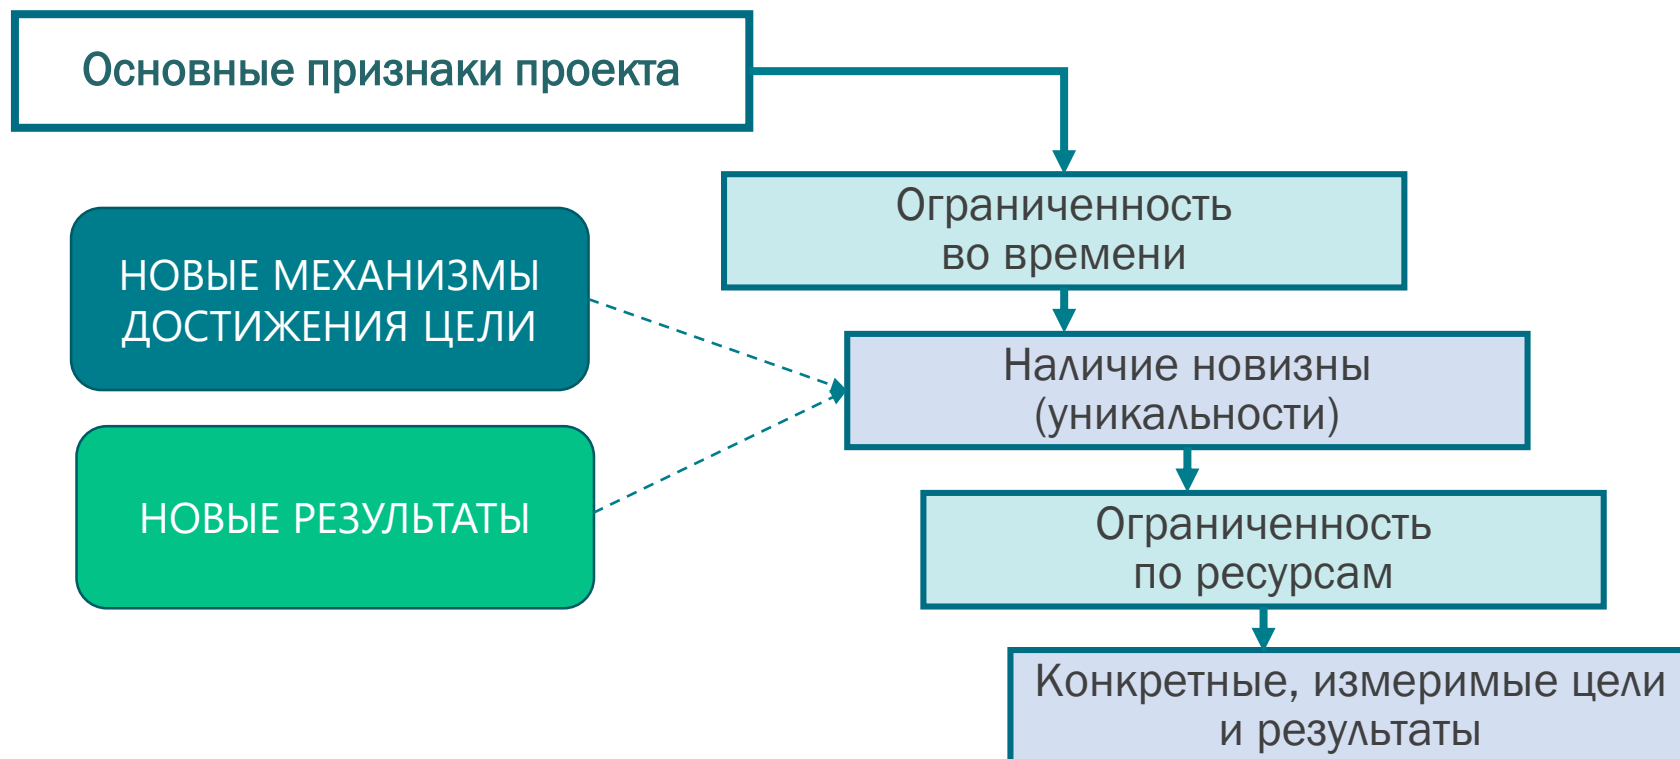 Основные признаки проекта
Ограниченность
во времени
НОВЫЕ МЕХАНИЗМЫ
ДОСТИЖЕНИЯ ЦЕЛИ
Наличие новизны
(уникальности)
НОВЫЕ РЕЗУЛЬТАТЫ
Ограниченность
по ресурсам
Конкретные, измеримые цели
и результаты